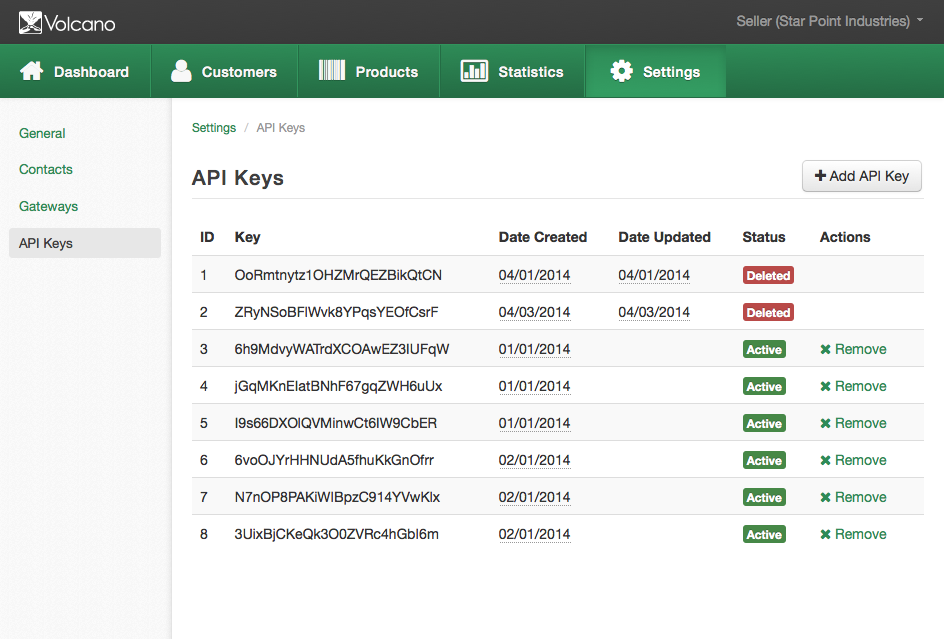 Volcano
Seller (Star Point Industries)
Dashboard Customers Products Statistics Settings
General
Contacts
Gateways
API Keys
Settings / API Keys
API Keys
Add API Key
ID Key Date Created Date Updated Status Actions
1 OoRmtnytz1OHZMrQEZBikQtCN 04/01/2014 04/01/2014 Deleted
2 ZRyNSoBFlWvk8YPqsYEOfCsrF 04/03/2014 04/03/2014 Deleted
3 6h9MdvyWATrdXCOAwEZ3IUFqW 01/01/2014 Active Remove
4 jGqMKnElatBNhF67gqZWH6uUx 01/01/2014 Active Remove
5 I9s66DXOlQVMinwCt6IW9CbER 01/01/2014 Active Remove
6 6voOJYrHHNUdA5fhuKkGnOfrr 02/01/2014 Active Remove
7 N7nOP8PAKiWIBpzC914YVwKlx 02/01/2014 Active Remove
8 3UixBjCKeQk3O0ZVRc4hGbI6m 02/01/2014 Active Remove